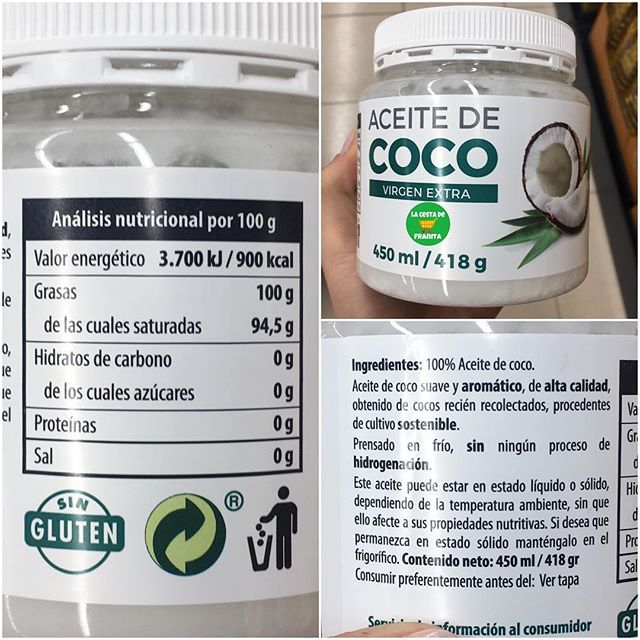 Análisis nutricional por 100 g
Valor energético 3.700 kJ / 900 kcal
Grasas 100 g
de las cuales saturadas 94,5 g
Hidratos de carbono 0 g
de los cuales azúcares 0 g
Proteínas 0 g
Sal 0 g
SIN
GLUTEN
®
ACEITE DE
COCO
VIRGEN EXTRA
LA CESTA DE
FRANITA
450 ml / 418 g
Ingredientes: 100% Aceite de coco.
Aceite de coco suave y aromático, de alta calidad,
obtenido de cocos recién recolectados, procedentes
de cultivo sostenible.
Prensado en frío, sin ningún proceso de
hidrogenación.
Este aceite puede estar en estado líquido o sólido,
dependiendo de la temperatura ambiente, sin que
ello afecte a sus propiedades nutritivas. Si desea que
permanezca en estado sólido manténgalo en el
frigorífico. Contenido neto: 450 ml / 418 gr
Consumir preferentemente antes del: Ver tapa
información al consumidor